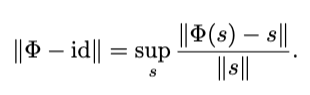 ‖Φ − id‖ = sup_s ‖Φ(s) − s‖ / ‖s‖.